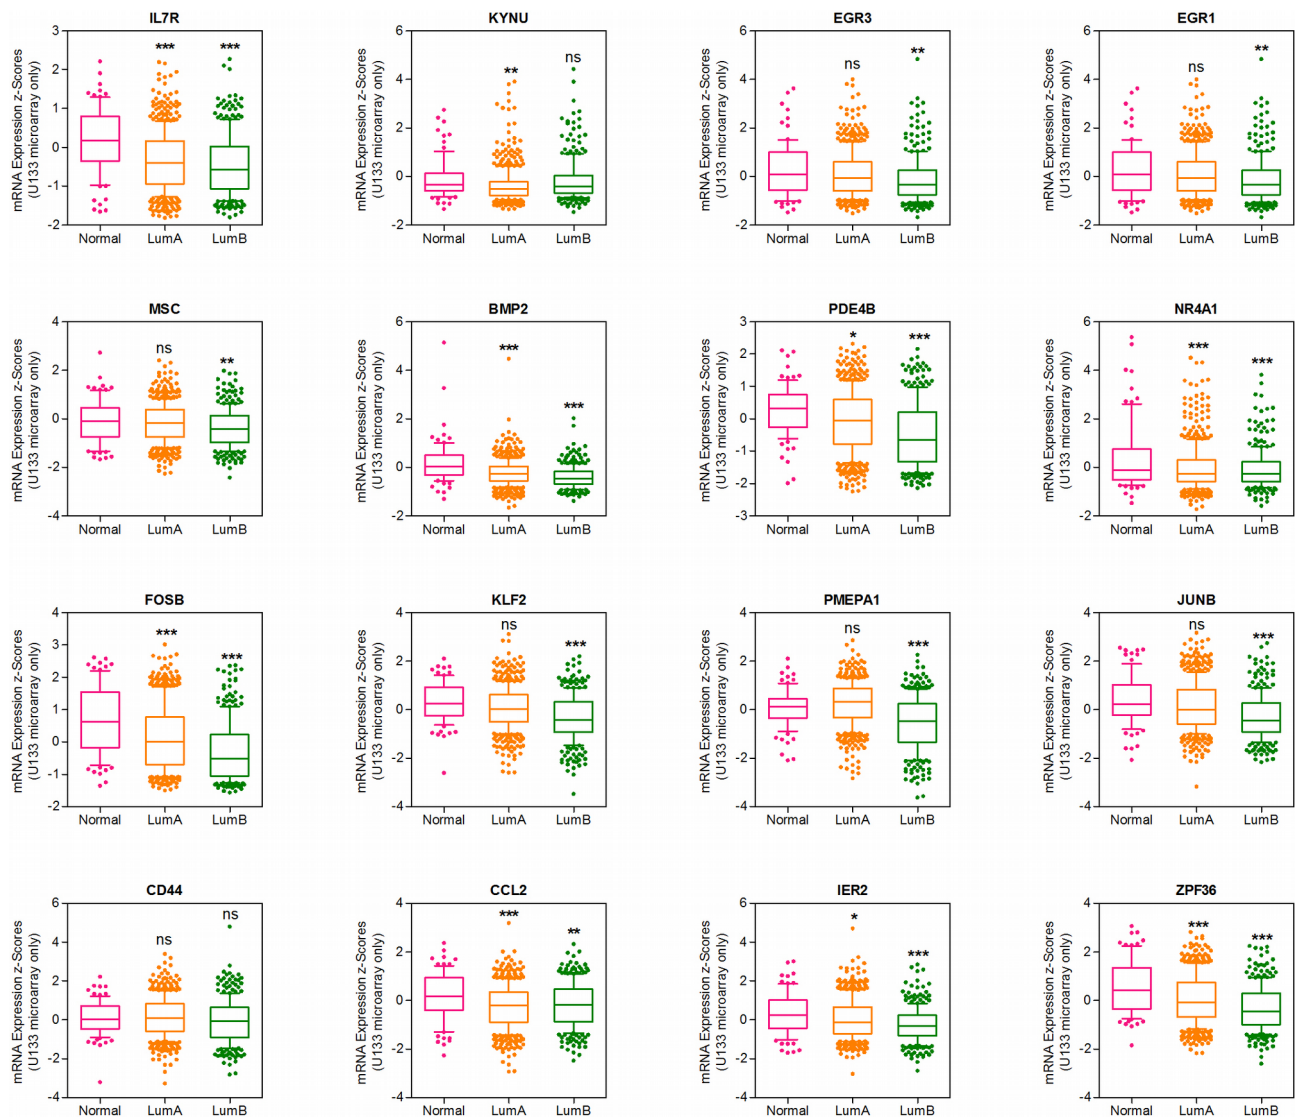 IL7R
mRNA Expression z-Scores
(U133 microarray only)
3
2
1
0
-1
-2
***
***
Normal LumA LumB
KYNU
mRNA Expression z-Scores
(U133 microarray only)
6
4
2
0
-2
**
ns
Normal LumA LumB
EGR3
mRNA Expression z-Scores
(U133 microarray only)
6
4
2
0
-2
ns
**
Normal LumA LumB
EGR1
mRNA Expression z-Scores
(U133 microarray only)
6
4
2
0
-2
ns
**
Normal LumA LumB
MSC
mRNA Expression z-Scores
(U133 microarray only)
4
2
0
-2
-4
ns
**
Normal LumA LumB
BMP2
mRNA Expression z-Scores
(U133 microarray only)
6
4
2
0
-2
***
***
Normal LumA LumB
PDE4B
mRNA Expression z-Scores
(U133 microarray only)
3
2
1
0
-1
-2
-3
*
***
Normal LumA LumB
NR4A1
mRNA Expression z-Scores
(U133 microarray only)
6
4
2
0
-2
***
***
Normal LumA LumB
FOSB
mRNA Expression z-Scores
(U133 microarray only)
4
3
2
1
0
-1
-2
***
***
Normal LumA LumB
KLF2
mRNA Expression z-Scores
(U133 microarray only)
4
2
0
-2
-4
ns
***
Normal LumA LumB
PMEPA1
mRNA Expression z-Scores
(U133 microarray only)
4
2
0
-2
-4
ns
***
Normal LumA LumB
JUNB
mRNA Expression z-Scores
(U133 microarray only)
4
2
0
-2
-4
ns
***
Normal LumA LumB
CD44
mRNA Expression z-Scores
(U133 microarray only)
6
4
2
0
-2
-4
ns
ns
Normal LumA LumB
CCL2
mRNA Expression z-Scores
(U133 microarray only)
4
2
0
-2
-4
***
**
Normal LumA LumB
IER2
mRNA Expression z-Scores
(U133 microarray only)
6
4
2
0
-2
-4
*
***
Normal LumA LumB
ZPF36
mRNA Expression z-Scores
(U133 microarray only)
4
2
0
-2
-4
***
***
Normal LumA LumB